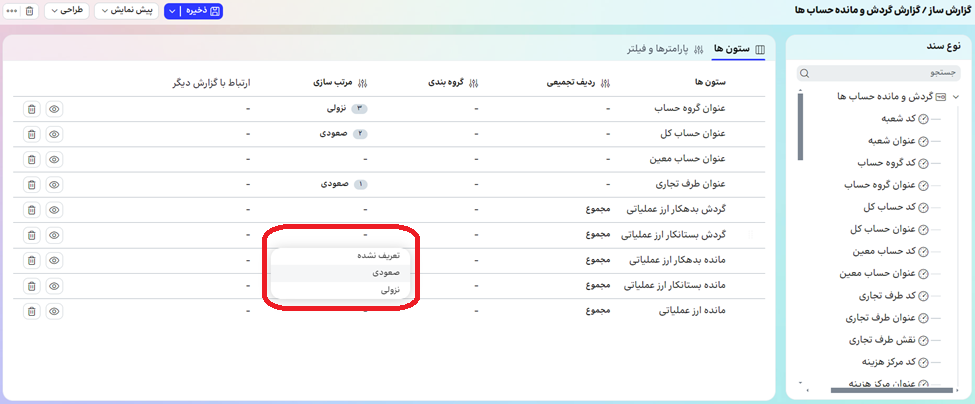 گزارش ساز / گزارش گردش و مانده حساب ها
ذخیره
پیش نمایش
طراحی
نوع سند
جستجو
گردش و مانده حساب ها
کد شعبه
عنوان شعبه
کد گروه حساب
عنوان گروه حساب
کد حساب کل
عنوان حساب کل
کد حساب معین
عنوان حساب معین
کد طرف تجاری
عنوان طرف تجاری
نقش طرف تجاری
کد مرکز هزینه
عنوان مرکز هزینه
ستون ها
پارامترها و فیلتر
ستون ها ردیف تجمیعی گروه بندی مرتب سازی ارتباط با گزارش دیگر
عنوان گروه حساب - - ۳ نزولی -
عنوان حساب کل - - ۲ صعودی -
عنوان حساب معین - - - -
عنوان طرف تجاری - - ۱ صعودی -
گردش بدهکار ارز عملیاتی مجموع - - -
گردش بستانکار ارز عملیاتی مجموع - - -
مانده بدهکار ارز عملیاتی مجموع - -
مانده بستانکار ارز عملیاتی مجموع - -
مانده ارز عملیاتی مجموع - - -
تعریف نشده
صعودی
نزولی